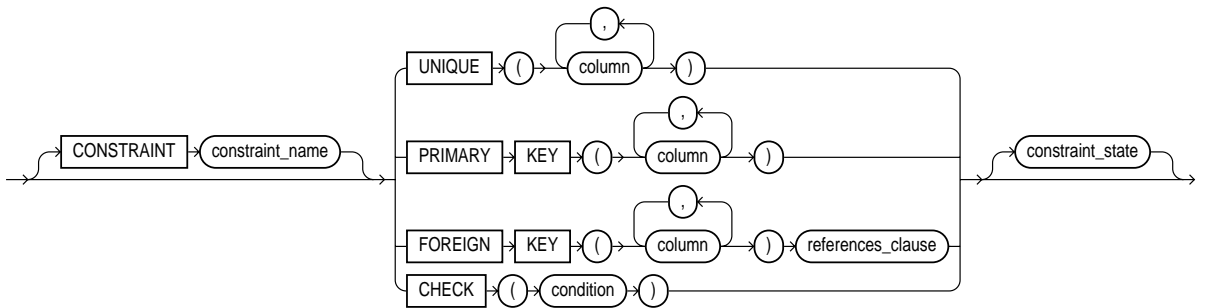 ,
UNIQUE ( column )
,
CONSTRAINT constraint_name PRIMARY KEY ( column ) constraint_state
,
FOREIGN KEY ( column ) references_clause
CHECK ( condition )